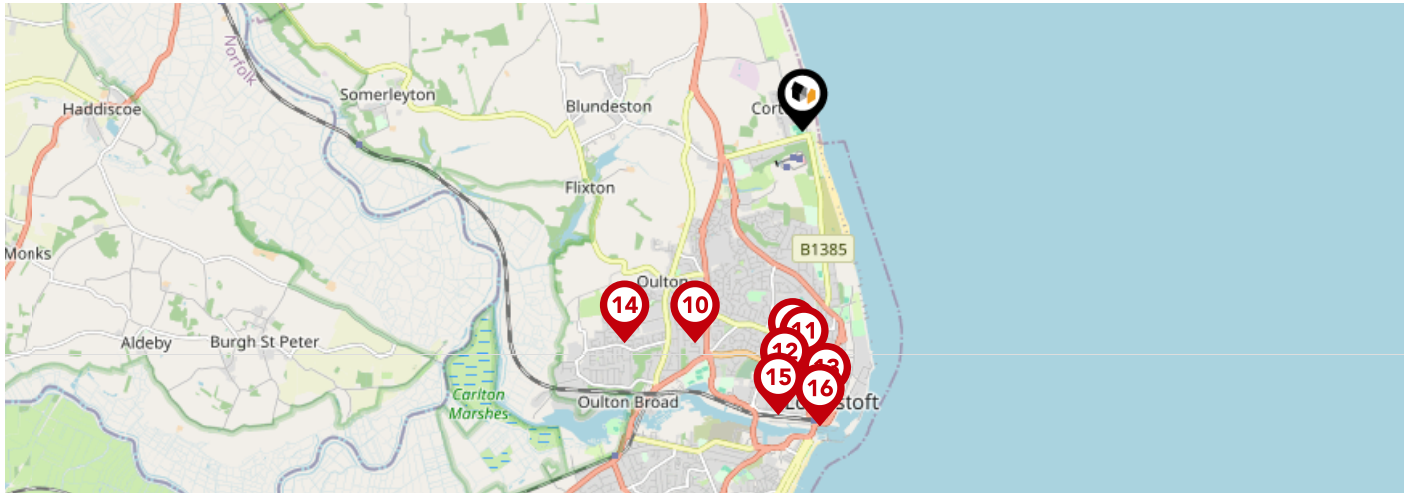 Norfolk
Somerleyton
Haddiscoe
Blundeston
Cort
Flixton
B1385
Monks
Oulton
14
10
11
12
13
15
16
Aldeby
Burgh St Peter
Carlton
Marshes
Oulton Broad
stoft